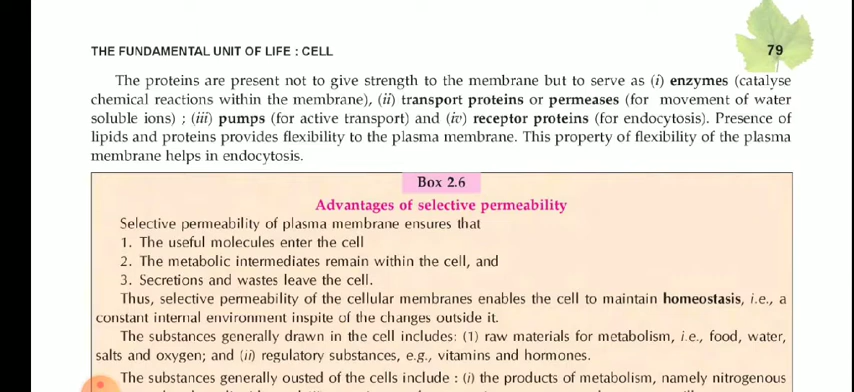 THE FUNDAMENTAL UNIT OF LIFE : CELL
79
The proteins are present not to give strength to the membrane but to serve as (i) enzymes (catalyse
chemical reactions within the membrane), (ii) transport proteins or permeases (for movement of water
soluble ions) ; (iii) pumps (for active transport) and (iv) receptor proteins (for endocytosis). Presence of
lipids and proteins provides flexibility to the plasma membrane. This property of flexibility of the plasma
membrane helps in endocytosis.
Box 2.6
Advantages of selective permeability
Selective permeability of plasma membrane ensures that
1. The useful molecules enter the cell
2. The metabolic intermediates remain within the cell, and
3. Secretions and wastes leave the cell.
Thus, selective permeability of the cellular membranes enables the cell to maintain homeostasis, i.e., a
constant internal environment inspite of the changes outside it.
The substances generally drawn in the cell includes: (1) raw materials for metabolism, i.e., food, water,
salts and oxygen; and (ii) regulatory substances, e.g., vitamins and hormones.
The substances generally ousted of the cells include : (i) the products of metabolism, namely nitrogenous